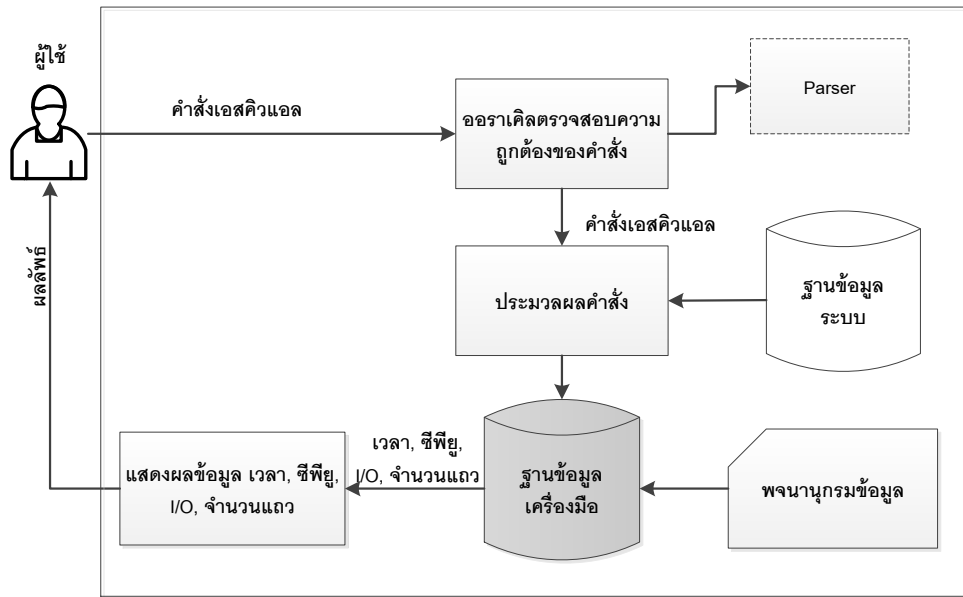 ผู้ใช้
คำสั่งเอสคิวแอล
ออราเคิลตรวจสอบความ
ถูกต้องของคำสั่ง
Parser
คำสั่งเอสคิวแอล
ผลลัพธ์
ประมวลผลคำสั่ง
ฐานข้อมูล
ระบบ
เวลา, ซีพียู,
I/O, จำนวนแถว
แสดงผลข้อมูล เวลา, ซีพียู,
I/O, จำนวนแถว
ฐานข้อมูล
เครื่องมือ
พจนานุกรมข้อมูล